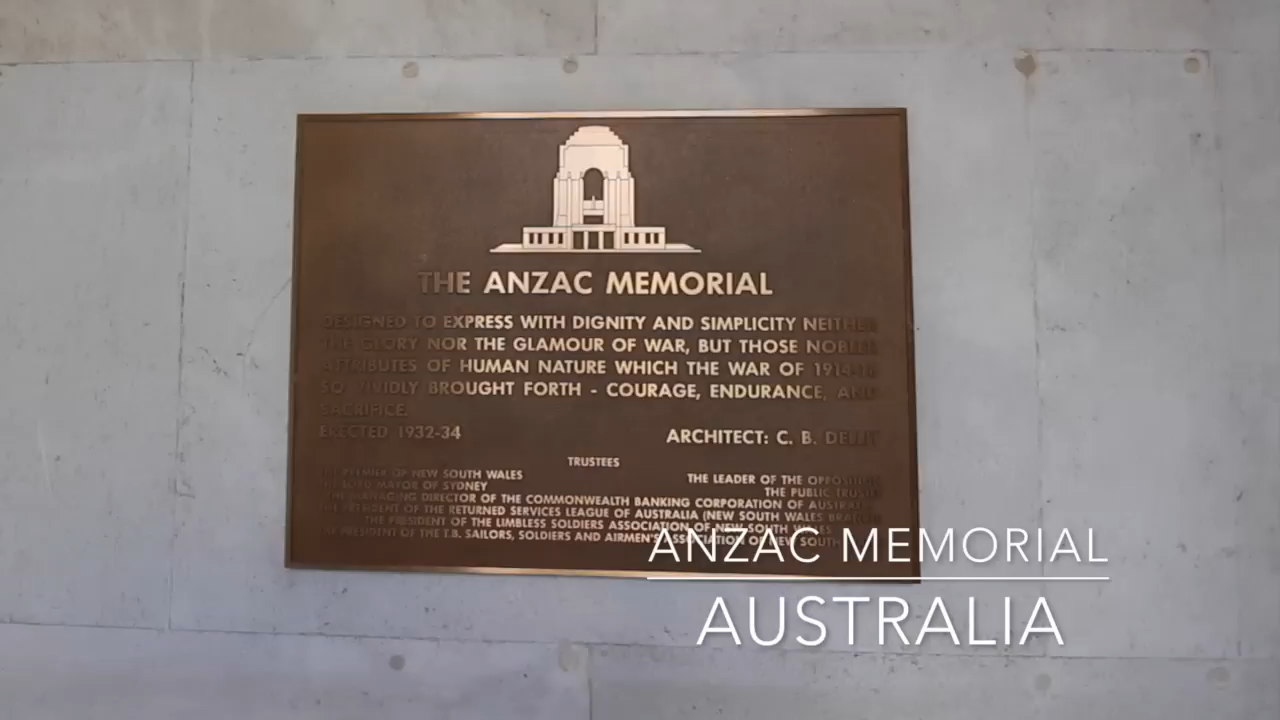 THE ANZAC MEMORIAL
DESIGNED TO EXPRESS WITH DIGNITY AND SIMPLICITY NEITHER
THE GLORY NOR THE GLAMOUR OF WAR, BUT THOSE NOBLER
ATTRIBUTES OF HUMAN NATURE WHICH THE WAR OF 1914-18
SO VIVIDLY BROUGHT FORTH - COURAGE, ENDURANCE, AND
SACRIFICE.
ERECTED 1932-34
ARCHITECT: C. B. DELLIT
TRUSTEES
THE PREMIER OF NEW SOUTH WALES
THE LEADER OF THE OPPOSITION
THE LORD MAYOR OF SYDNEY
THE PUBLIC TRUSTEE
THE MANAGING DIRECTOR OF THE COMMONWEALTH BANKING CORPORATION OF AUSTRALIA
THE PRESIDENT OF THE RETURNED SERVICES LEAGUE OF AUSTRALIA (NEW SOUTH WALES BRANCH)
THE PRESIDENT OF THE LIMBLESS SOLDIERS ASSOCIATION OF NEW SOUTH WALES
THE PRESIDENT OF THE T.B. SAILORS, SOLDIERS AND AIRMEN'S ASSOCIATION OF NEW SOUTH
ANZAC MEMORIAL
AUSTRALIA